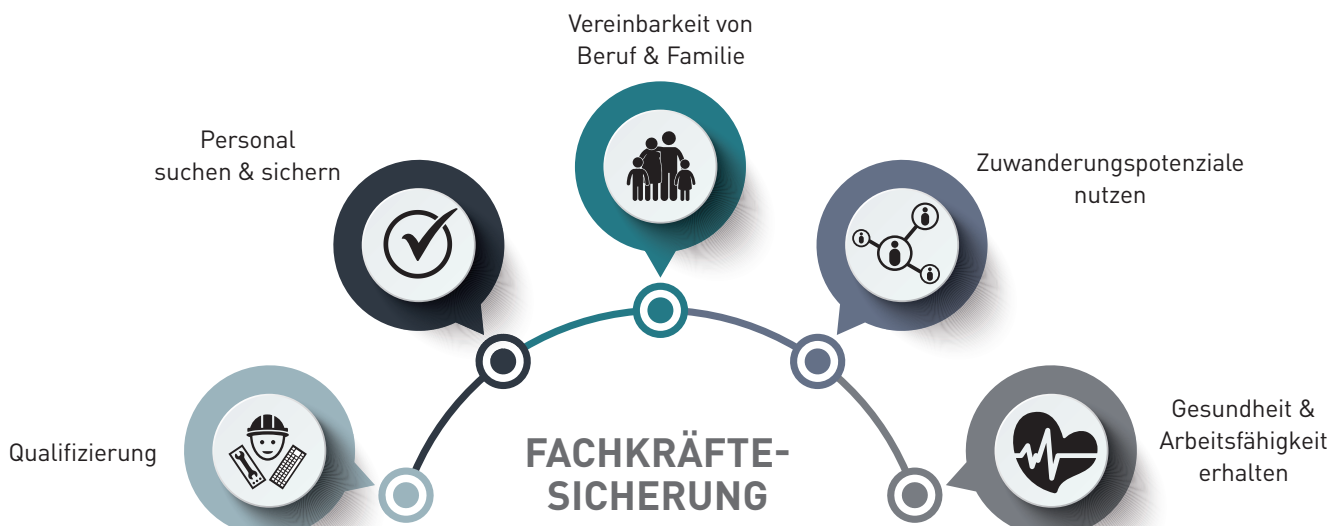 Vereinbarkeit von
Beruf & Familie
Personal
suchen & sichern
Zuwanderungspotenziale
nutzen
Qualifizierung
Gesundheit &
Arbeitsfähigkeit
erhalten
FACHKRÄFTE-
SICHERUNG